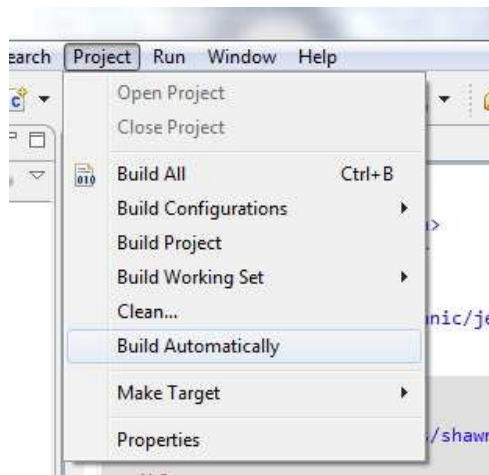 earch Project Run Window Help
Open Project
Close Project
Build All Ctrl+B
Build Configurations
Build Project
Build Working Set
Clean...
Build Automatically
Make Target
Properties